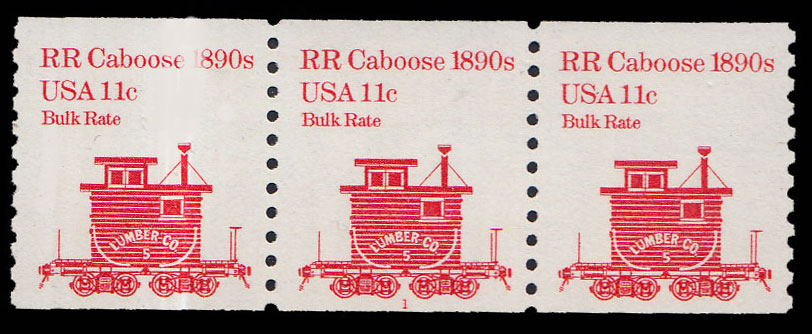 RR Caboose 1890s
USA 11c
Bulk Rate
LUMBER-CO.
5
RR Caboose 1890s
USA 11c
Bulk Rate
LUMBER-CO.
5
1
RR Caboose 1890s
USA 11c
Bulk Rate
LUMBER-CO.
5